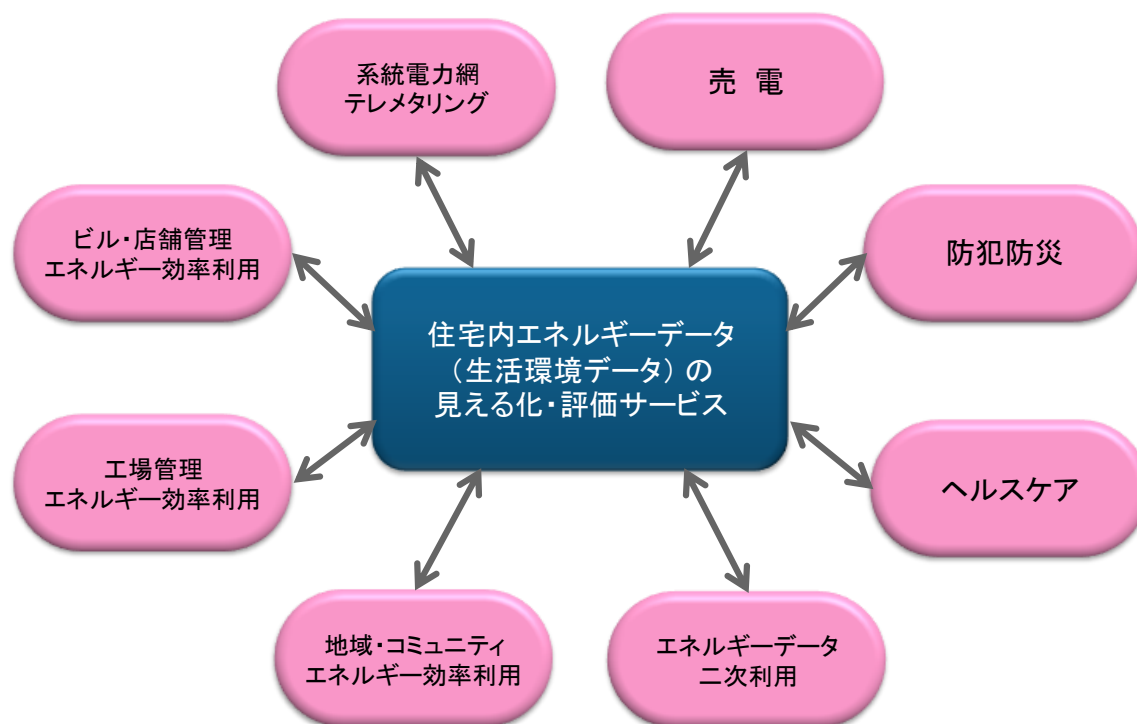 系統電力網
テレメタリング
売 電
ビル・店舗管理
エネルギー効率利用
防犯防災
住宅内エネルギーデータ
（生活環境データ）の
見える化・評価サービス
工場管理
エネルギー効率利用
ヘルスケア
地域・コミュニティ
エネルギー効率利用
エネルギーデータ
二次利用